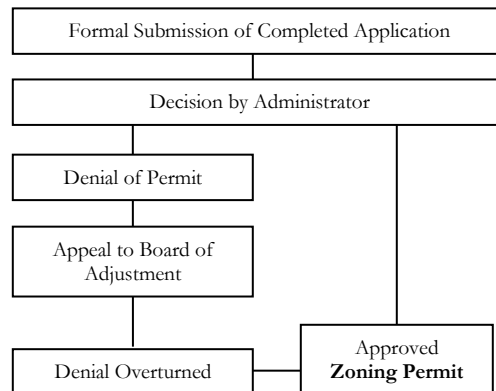 Formal Submission of Completed Application
Decision by Administrator
Denial of Permit
Appeal to Board of
Adjustment
Denial Overturned
Approved
Zoning Permit